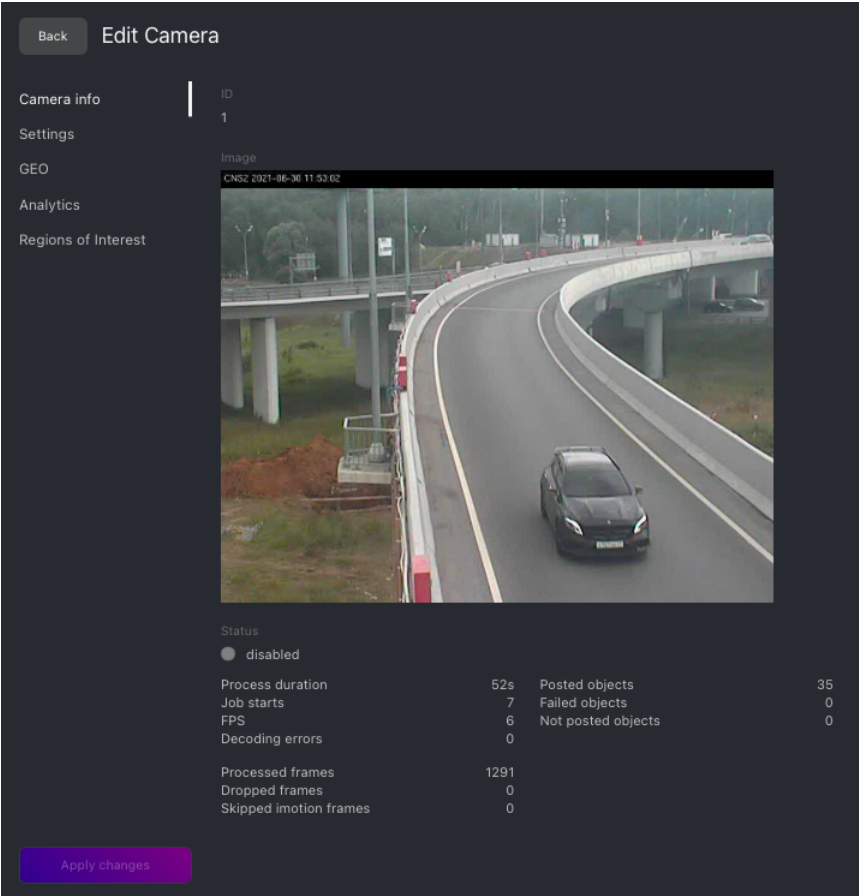 Back
Edit Camera
Camera info
Settings
GEO
Analytics
Regions of Interest
ID
1
Image
CNS2 2021-06-30 11:53:02
Status
disabled
Process duration 52s
Job starts 7
FPS 6
Decoding errors 0
Processed frames 1291
Dropped frames 0
Skipped imotion frames 0
Posted objects 35
Failed objects 0
Not posted objects 0
Apply changes